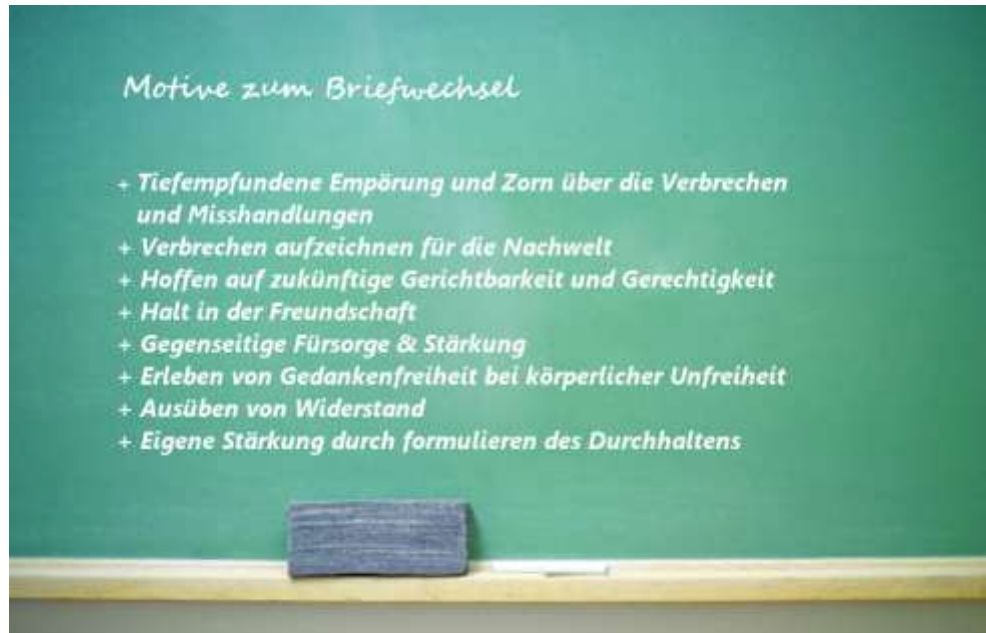 Motive zum Briefwechsel
+ Tiefempfundene Empörung und Zorn über die Verbrechen
und Misshandlungen
+ Verbrechen aufzeichnen für die Nachwelt
+ Hoffen auf zukünftige Gerichtbarkeit und Gerechtigkeit
+ Halt in der Freundschaft
+ Gegenseitige Fürsorge & Stärkung
+ Erleben von Gedankenfreiheit bei körperlicher Unfreiheit
+ Ausüben von Widerstand
+ Eigene Stärkung durch formulieren des Durchhaltens